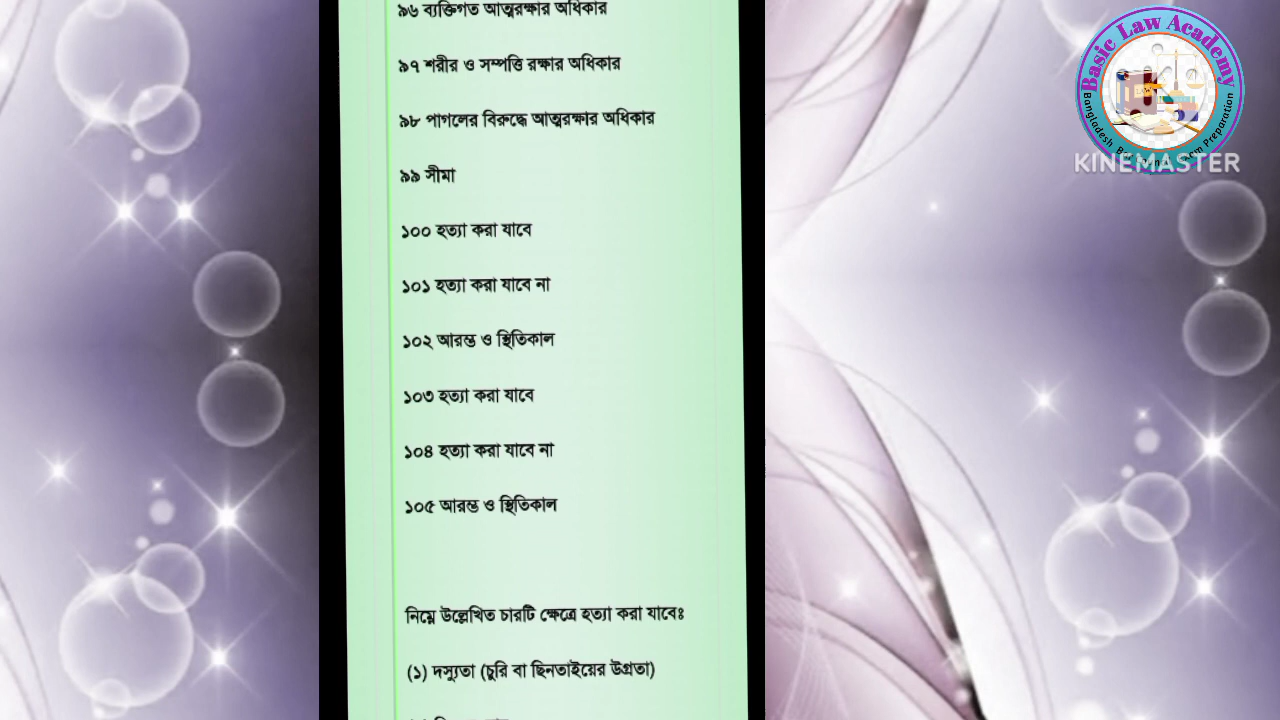 ৯৬ ব্যক্তিগত আত্মরক্ষার অধিকার
৯৭ শরীর ও সম্পত্তি রক্ষার অধিকার
৯৮ পাগলের বিরুদ্ধে আত্মরক্ষার অধিকার
৯৯ সীমা
১০০ হত্যা করা যাবে
১০১ হত্যা করা যাবে না
১০২ আরম্ভ ও স্থিতিকাল
১০৩ হত্যা করা যাবে
১০৪ হত্যা করা যাবে না
১০৫ আরম্ভ ও স্থিতিকাল
নিম্নে উল্লেখিত চারটি ক্ষেত্রে হত্যা করা যাবেঃ
(১) দস্যুতা (চুরি বা ছিনতাইয়ের উগ্রতা)
Basic Law Academy
Bangladesh
Preparation
KINEMASTER